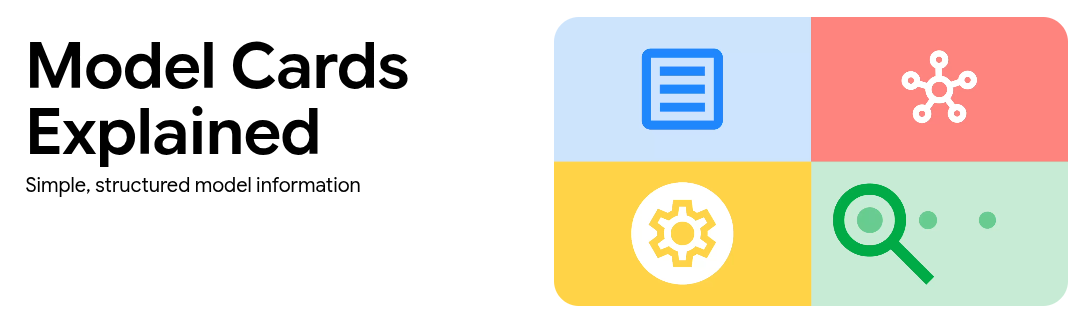 Model Cards
Explained
Simple, structured model information